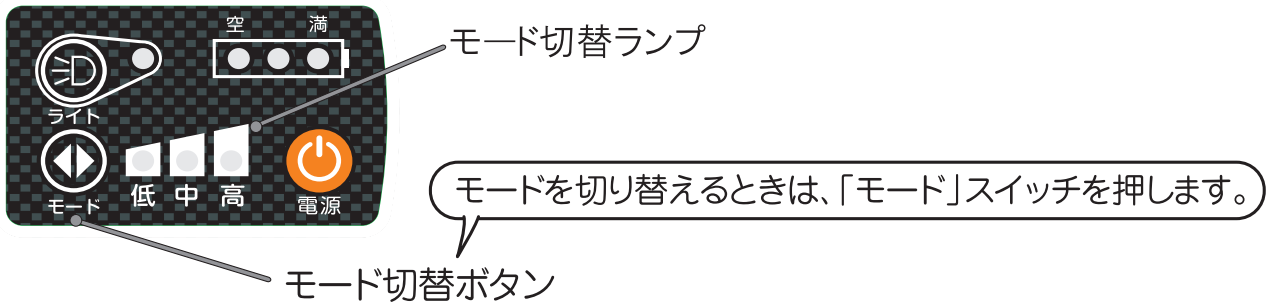 空 満
モード切替ランプ
ライト
低 中 高
モード
電源
モードを切り替えるときは、「モード」スイッチを押します。
モード切替ボタン